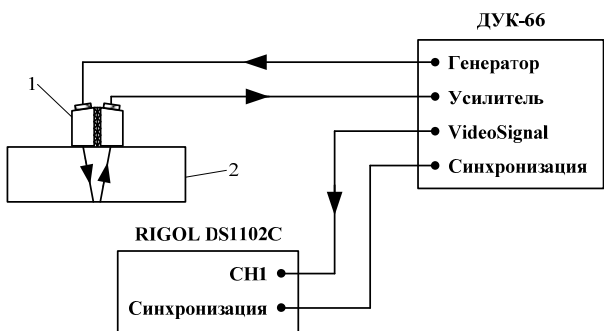 ДУК-66
Генератор
Усилитель
VideoSignal
Синхронизация
1
2
RIGOL DS1102C
CH1
Синхронизация